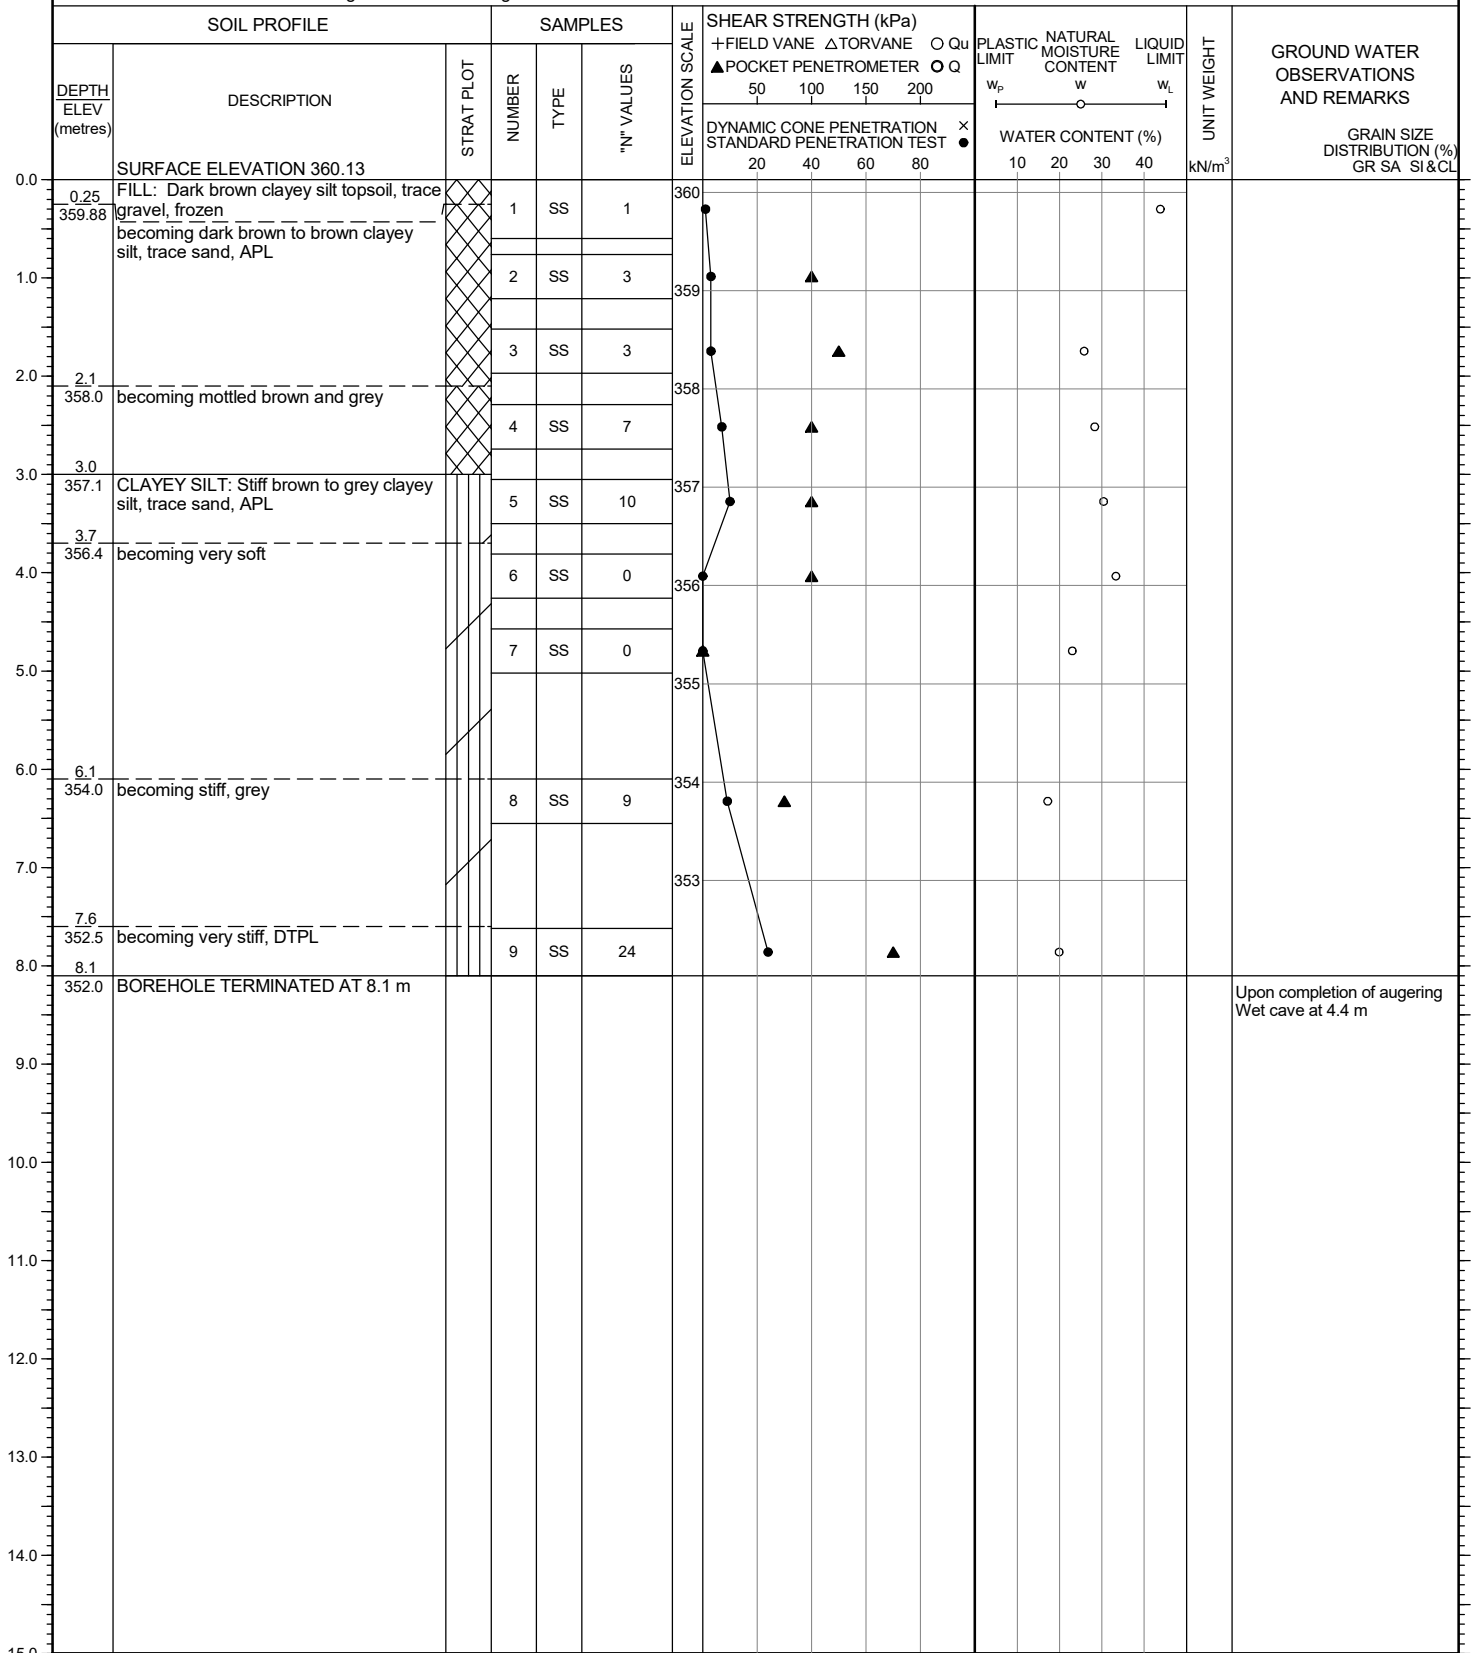 SOIL PROFILE
SAMPLES
ELEVATION SCALE
SHEAR STRENGTH (kPa)
+FIELD VANE △TORVANE ○ Qu
▲POCKET PENETROMETER O Q
50 100 150 200
DYNAMIC CONE PENETRATION ×
STANDARD PENETRATION TEST ●
20 40 60 80
PLASTIC LIMIT
NATURAL MOISTURE CONTENT
LIQUID LIMIT
WP w WL
WATER CONTENT (%)
10 20 30 40
UNIT WEIGHT
kN/m3
GROUND WATER
OBSERVATIONS
AND REMARKS
GRAIN SIZE
DISTRIBUTION (%)
GR SA SI&CL
DEPTH
ELEV
(metres)
DESCRIPTION
STRAT PLOT
NUMBER
TYPE
"N" VALUES
SURFACE ELEVATION 360.13
0.0
0.25
359.88
FILL: Dark brown clayey silt topsoil, trace
gravel, frozen
becoming dark brown to brown clayey
silt, trace sand, APL
1 SS 1
360
1.0
2 SS 3
359
3 SS 3
2.0
2.1
358.0
becoming mottled brown and grey
358
4 SS 7
3.0
3.0
357.1
CLAYEY SILT: Stiff brown to grey clayey
silt, trace sand, APL
5 SS 10
357
3.7
356.4
becoming very soft
4.0
6 SS 0
356
7 SS 0
5.0
355
6.0
6.1
354.0
becoming stiff, grey
8 SS 9
354
7.0
353
7.6
352.5
becoming very stiff, DTPL
9 SS 24
8.0
8.1
352.0
BOREHOLE TERMINATED AT 8.1 m
Upon completion of augering
Wet cave at 4.4 m
9.0
10.0
11.0
12.0
13.0
14.0
15.0